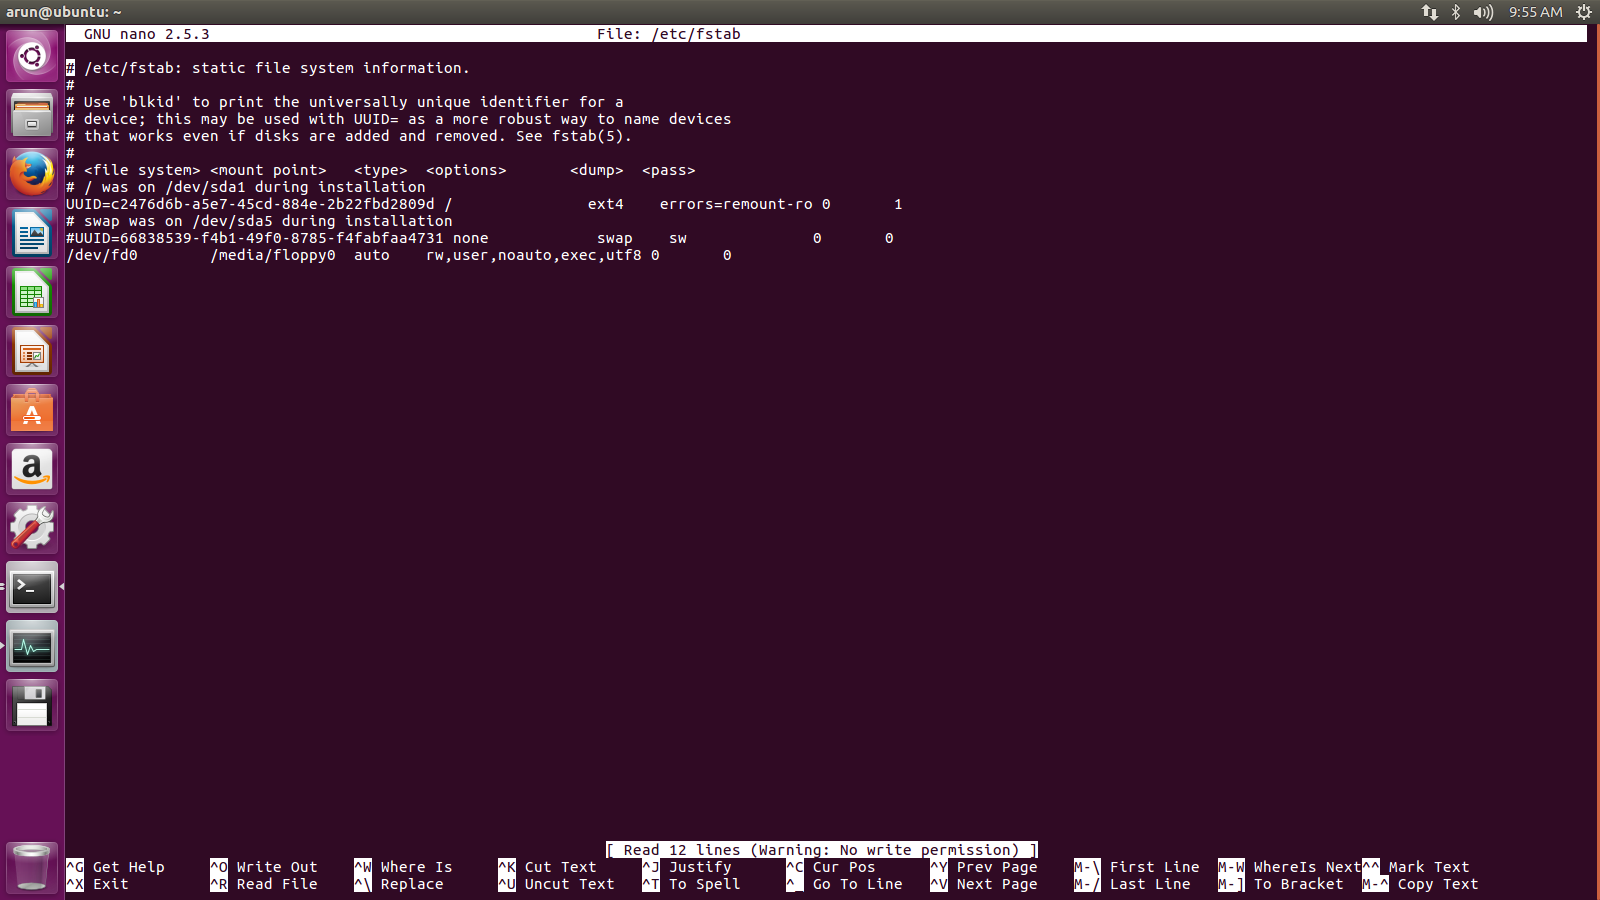 arun@ubuntu: ~ 9:55 AM
GNU nano 2.5.3 File: /etc/fstab
# /etc/fstab: static file system information.
#
# Use 'blkid' to print the universally unique identifier for a
# device; this may be used with UUID= as a more robust way to name devices
# that works even if disks are added and removed. See fstab(5).
#
# <file system> <mount point>   <type>  <options>       <dump>  <pass>
# / was on /dev/sda1 during installation
UUID=c2476d6b-a5e7-45cd-884e-2b22fbd2809d /               ext4    errors=remount-ro 0       1
# swap was on /dev/sda5 during installation
#UUID=66838539-f4b1-49f0-8785-f4fabfaa4731 none            swap    sw              0       0
/dev/fd0        /media/floppy0  auto    rw,user,noauto,exec,utf8 0       0
[ Read 12 lines (Warning: No write permission) ]
^G Get Help ^O Write Out ^W Where Is ^K Cut Text ^J Justify ^C Cur Pos ^Y Prev Page M-\ First Line M-W WhereIs Next ^^ Mark Text
^X Exit ^R Read File ^\ Replace ^U Uncut Text ^T To Spell ^_ Go To Line ^V Next Page M-/ Last Line M-] To Bracket M-^ Copy Text